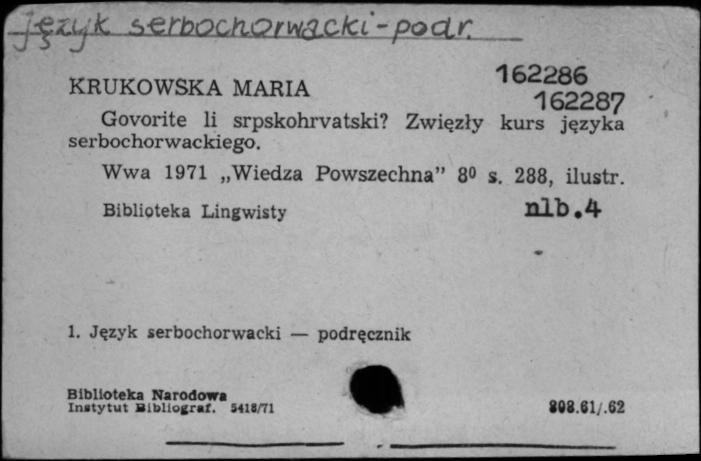 język serbochorwacki-podr.
162286
KRUKOWSKA MARIA
162287
Govorite li srpskohrvatski? Zwięzły kurs języka
serbochorwackiego.
Wwa 1971 „Wiedza Powszechna” 8⁰ s. 288, ilustr.
Biblioteka Lingwisty nlb.4
1. Język serbochorwacki — podręcznik
Biblioteka Narodowa
Instytut Bibliograf. 5418/71 808.61/.62